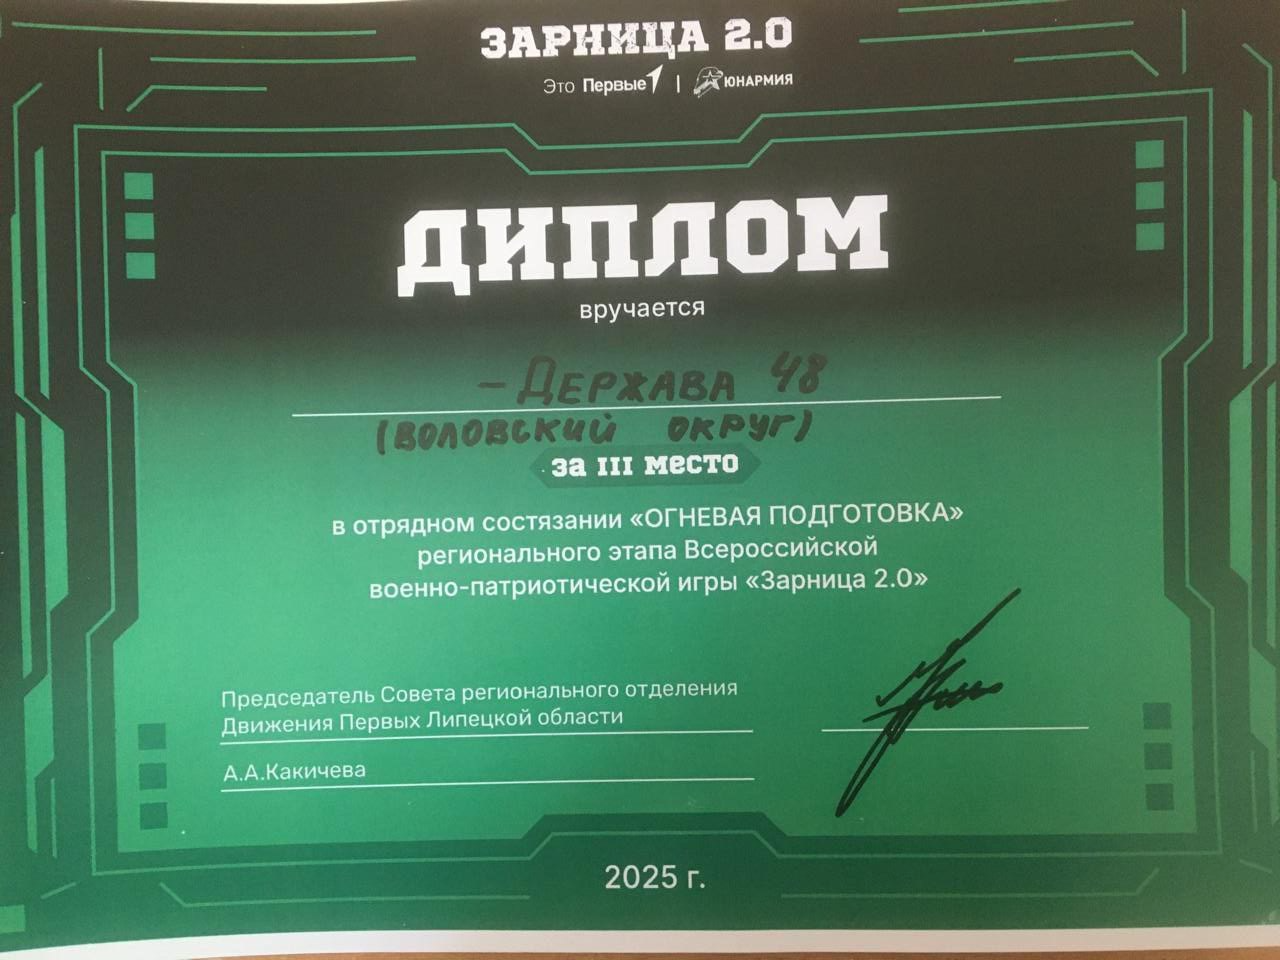 ЗАРНИЦА 2.0
Это Первые | ЮНАРМИЯ
ДИПЛОМ
вручается
- ДЕРЖАВА 48
(ВОЛОВСКИЙ ОКРУГ)
за III место
в отрядном состязании «ОГНЕВАЯ ПОДГОТОВКА»
регионального этапа Всероссийской
военно-патриотической игры «Зарница 2.0»
Председатель Совета регионального отделения
Движения Первых Липецкой области
А.А.Какичева
2025 г.